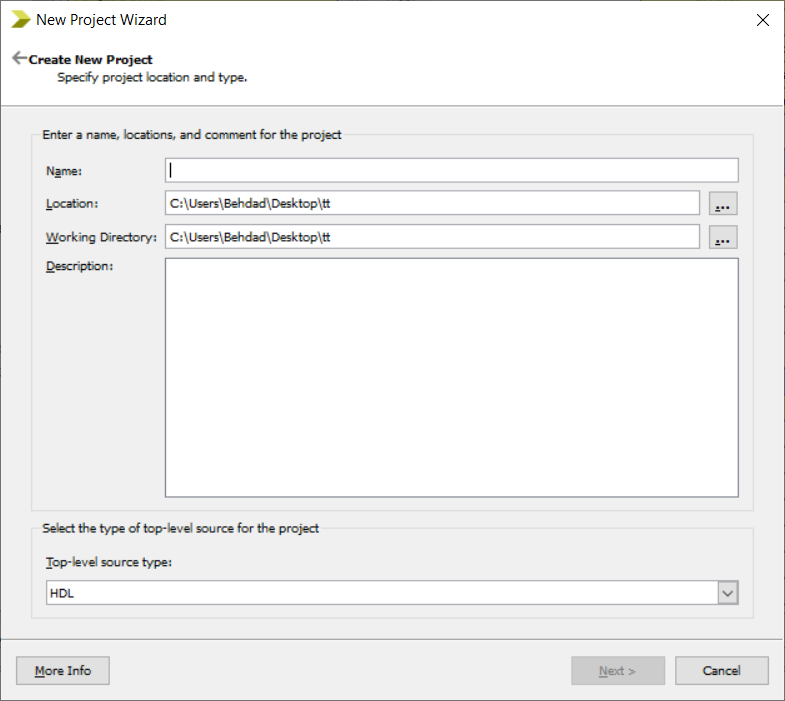 New Project Wizard
Create New Project
Specify project location and type.
Enter a name, locations, and comment for the project
Name:
Location: C:\Users\Behdad\Desktop\tt ...
Working Directory: C:\Users\Behdad\Desktop\tt ...
Description:
Select the type of top-level source for the project
Top-level source type:
HDL
More Info Next > Cancel